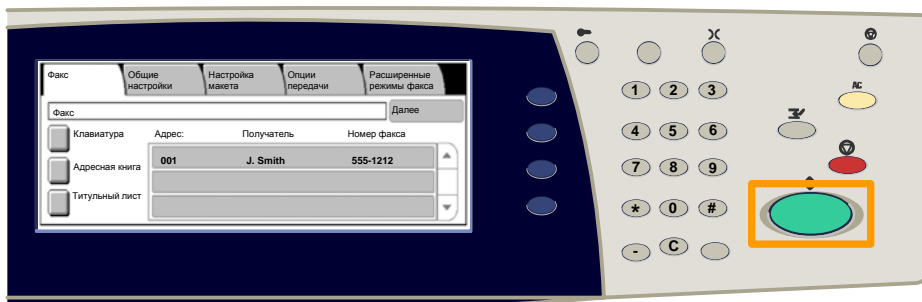 Факс Общие настройки Настройка макета Опции передачи Расширенные режимы факса
Факс Далее
Клавиатура Адрес: Получатель Номер факса
001 J. Smith 555-1212
Адресная книга
Титульный лист
AC
1 2 3
4 5 6
7 8 9
* 0 #
- C